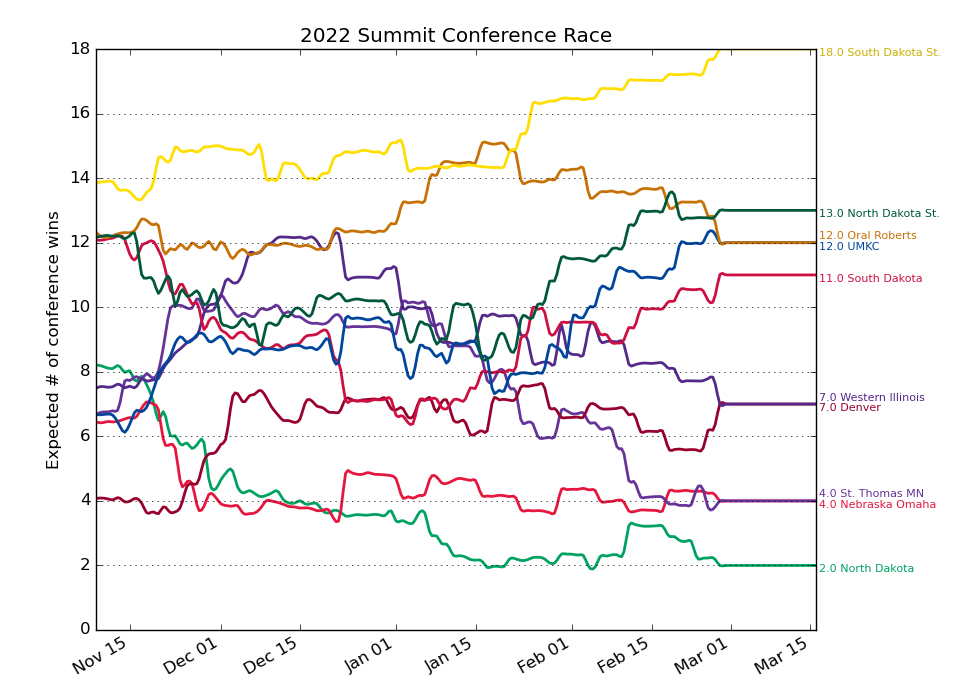 2022 Summit Conference Race
Expected # of conference wins
18
16
14
12
10
8
6
4
2
0
Nov 15
Dec 01
Dec 15
Jan 01
Jan 15
Feb 01
Feb 15
Mar 01
Mar 15
18.0 South Dakota St.
13.0 North Dakota St.
12.0 Oral Roberts
12.0 UMKC
11.0 South Dakota
7.0 Western Illinois
7.0 Denver
4.0 St. Thomas MN
4.0 Nebraska Omaha
2.0 North Dakota